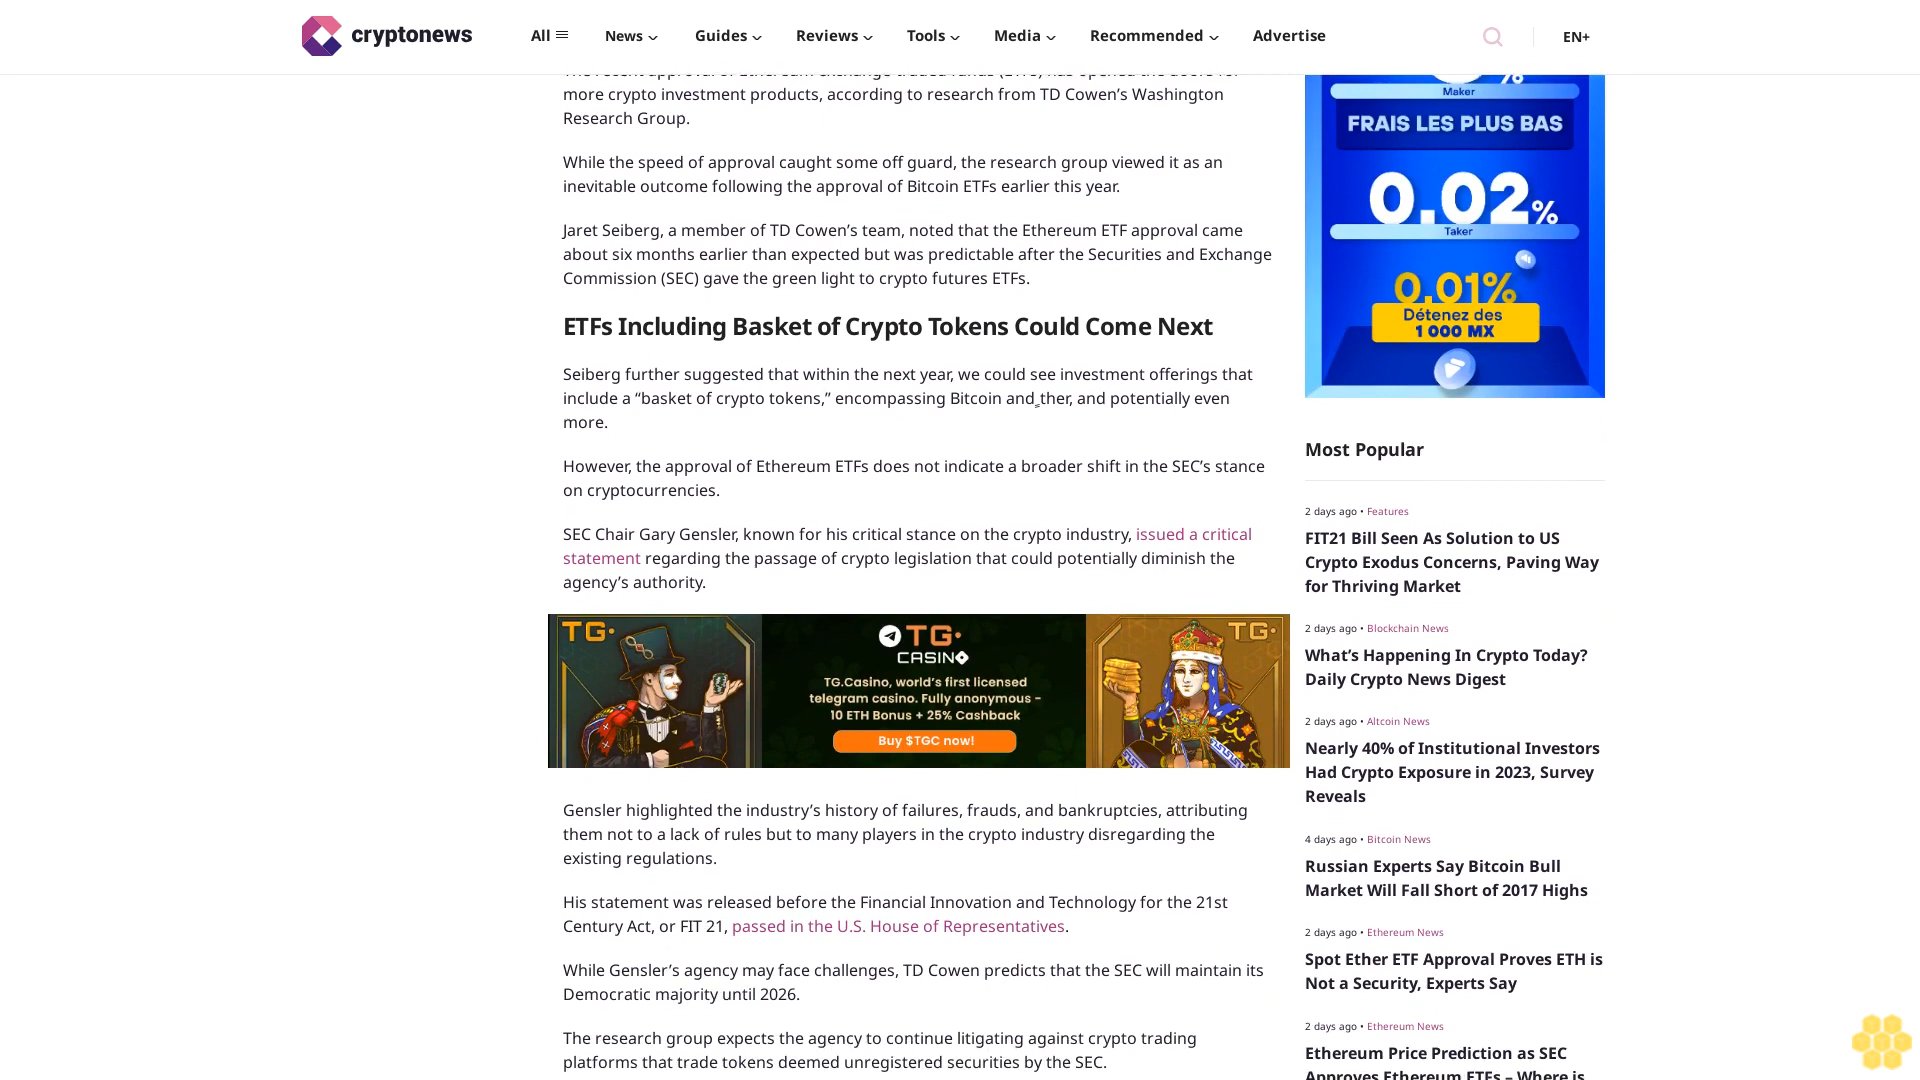 cryptonews
All
News
Guides
Reviews
Tools
Media
Recommended
Advertise
EN+
more crypto investment products, according to research from TD Cowen’s Washington
Research Group.
While the speed of approval caught some off guard, the research group viewed it as an
inevitable outcome following the approval of Bitcoin ETFs earlier this year.
Jaret Seiberg, a member of TD Cowen’s team, noted that the Ethereum ETF approval came
about six months earlier than expected but was predictable after the Securities and Exchange
Commission (SEC) gave the green light to crypto futures ETFs.
ETFs Including Basket of Crypto Tokens Could Come Next
Seiberg further suggested that within the next year, we could see investment offerings that
include a “basket of crypto tokens,” encompassing Bitcoin and ther, and potentially even
more.
However, the approval of Ethereum ETFs does not indicate a broader shift in the SEC’s stance
on cryptocurrencies.
SEC Chair Gary Gensler, known for his critical stance on the crypto industry, issued a critical
statement regarding the passage of crypto legislation that could potentially diminish the
agency’s authority.
TG.
TG.
CASINO
TG.Casino, world’s first licensed
telegram casino. Fully anonymous -
10 ETH Bonus + 25% Cashback
Buy $TGC now!
TG.
Gensler highlighted the industry’s history of failures, frauds, and bankruptcies, attributing
them not to a lack of rules but to many players in the crypto industry disregarding the
existing regulations.
His statement was released before the Financial Innovation and Technology for the 21st
Century Act, or FIT 21, passed in the U.S. House of Representatives.
While Gensler’s agency may face challenges, TD Cowen predicts that the SEC will maintain its
Democratic majority until 2026.
The research group expects the agency to continue litigating against crypto trading
platforms that trade tokens deemed unregistered securities by the SEC.
%
Maker
FRAIS LES PLUS BAS
0.02%
Taker
0.01%
Détenez des
1 000 MX
Most Popular
2 days ago • Features
FIT21 Bill Seen As Solution to US
Crypto Exodus Concerns, Paving Way
for Thriving Market
2 days ago • Blockchain News
What’s Happening In Crypto Today?
Daily Crypto News Digest
2 days ago • Altcoin News
Nearly 40% of Institutional Investors
Had Crypto Exposure in 2023, Survey
Reveals
4 days ago • Bitcoin News
Russian Experts Say Bitcoin Bull
Market Will Fall Short of 2017 Highs
2 days ago • Ethereum News
Spot Ether ETF Approval Proves ETH is
Not a Security, Experts Say
2 days ago • Ethereum News
Ethereum Price Prediction as SEC
Approves Ethereum ETFs – Where is